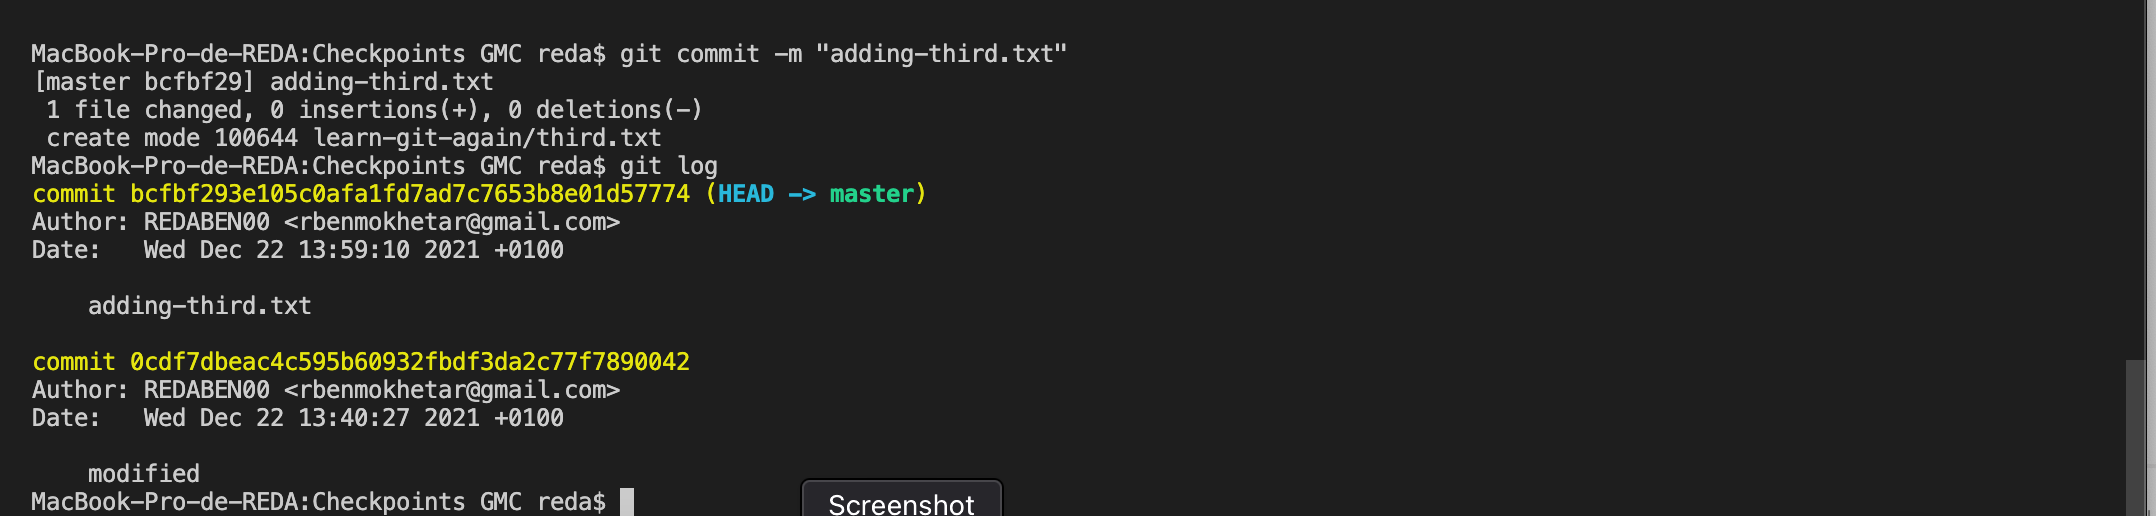 MacBook-Pro-de-REDA:Checkpoints GMC reda$ git commit -m "adding-third.txt"
[master bcfbf29] adding-third.txt
 1 file changed, 0 insertions(+), 0 deletions(-)
 create mode 100644 learn-git-again/third.txt
MacBook-Pro-de-REDA:Checkpoints GMC reda$ git log
commit bcfbf293e105c0afa1fd7ad7c7653b8e01d57774 (HEAD -> master)
Author: REDABEN00 <rbenmokhetar@gmail.com>
Date:   Wed Dec 22 13:59:10 2021 +0100

    adding-third.txt

commit 0cdf7dbeac4c595b60932fbdf3da2c77f7890042
Author: REDABEN00 <rbenmokhetar@gmail.com>
Date:   Wed Dec 22 13:40:27 2021 +0100

    modified
MacBook-Pro-de-REDA:Checkpoints GMC reda$
Screenshot